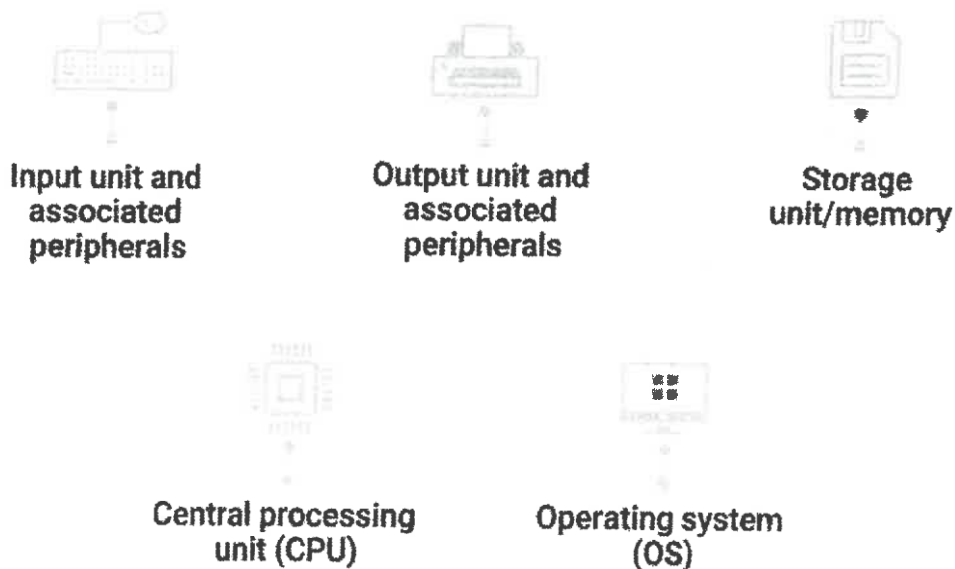 Input unit and
associated
peripherals
Output unit and
associated
peripherals
Storage
unit/memory
Central processing
unit (CPU)
Operating system
(OS)